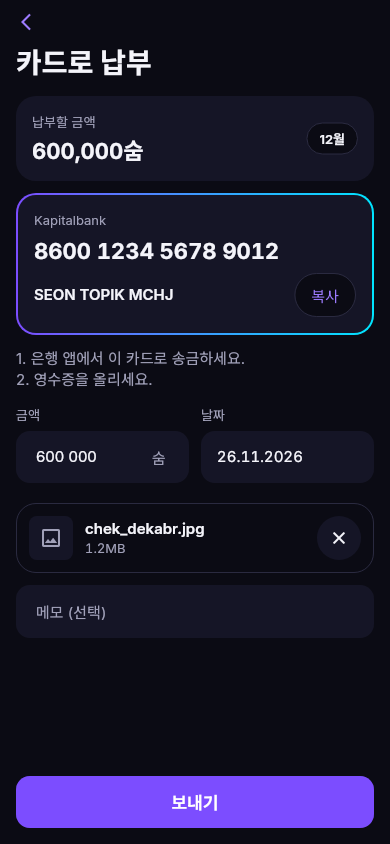 카드로 납부
납부할 금액
600,000숨
12월
Kapitalbank
8600 1234 5678 9012
SEON TOPIK MCHJ
복사
1. 은행 앱에서 이 카드로 송금하세요.
2. 영수증을 올리세요.
금액
날짜
600 000
숨
26.11.2026
chek_dekabr.jpg
1.2MB
메모 (선택)
보내기